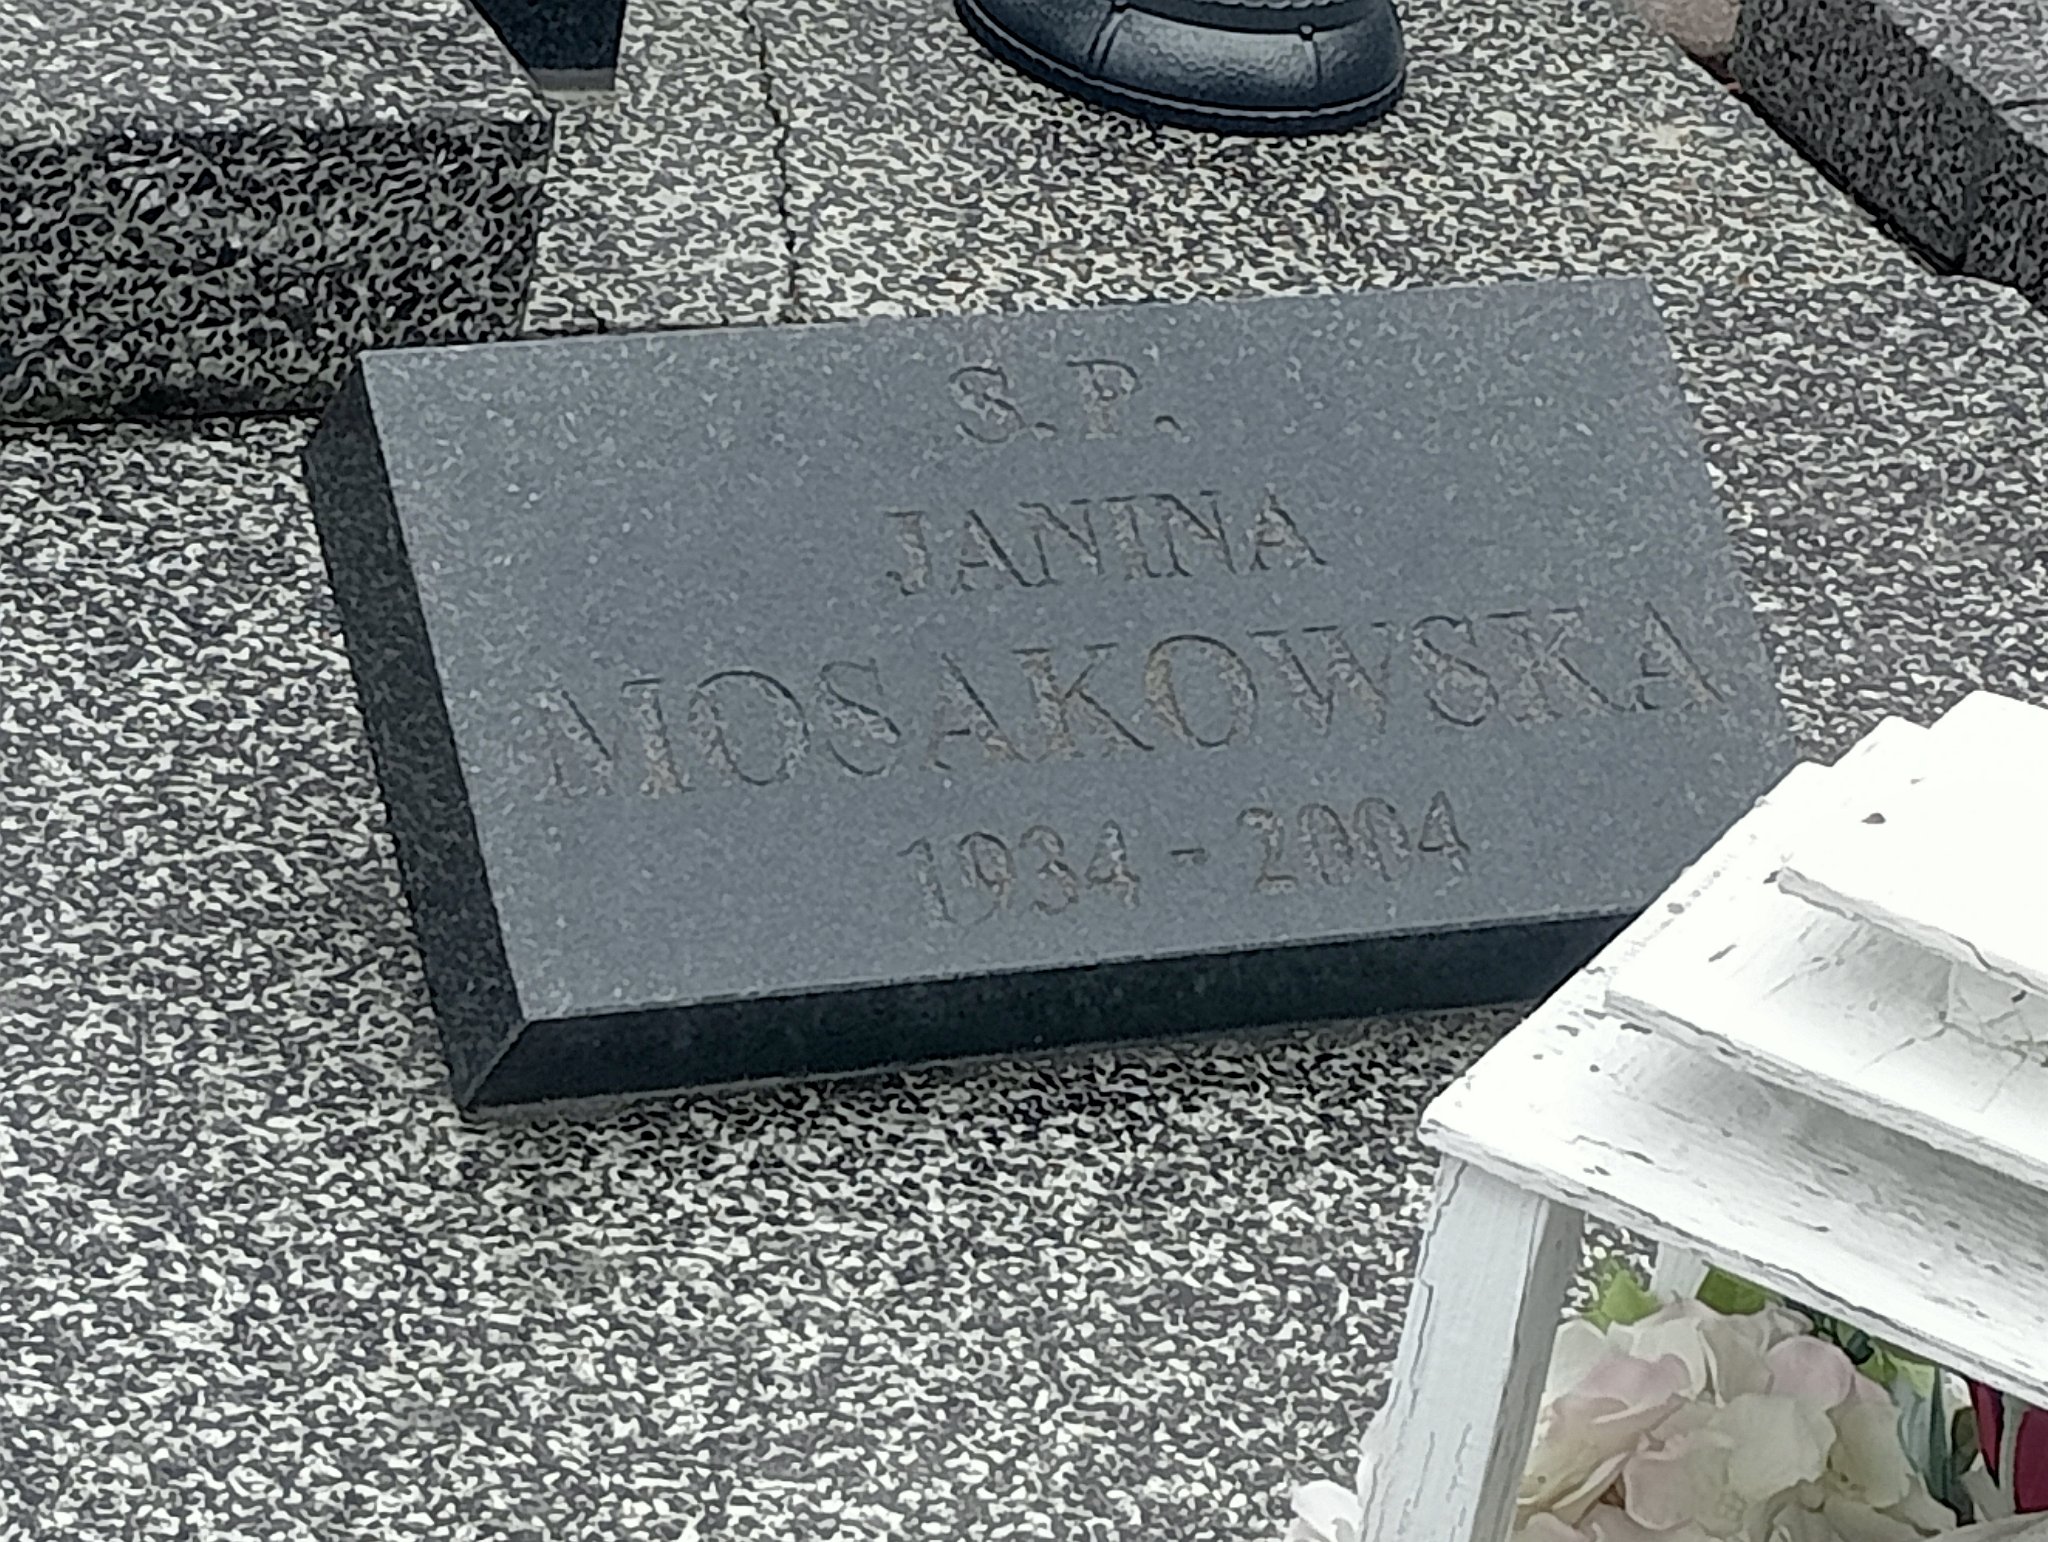 S.P.
JANINA
MOSAKOWSKA
1934 - 2004